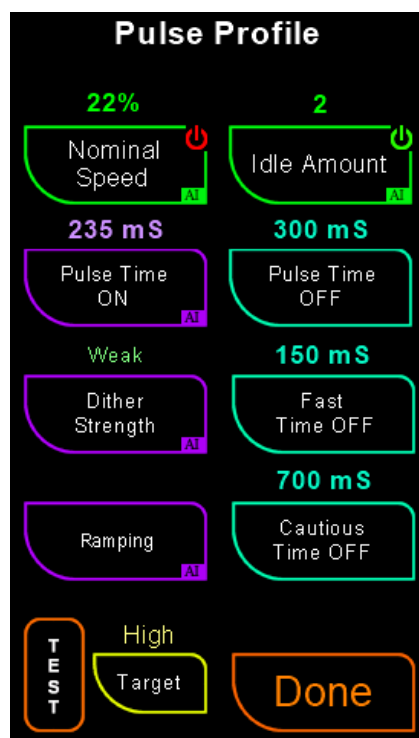 Pulse Profile
22%
Nominal
Speed
AI
2
Idle Amount
AI
235 mS
Pulse Time
ON
AI
300 mS
Pulse Time
OFF
Weak
Dither
Strength
AI
150 mS
Fast
Time OFF
Ramping
AI
700 mS
Cautious
Time OFF
TEST
High
Target
Done